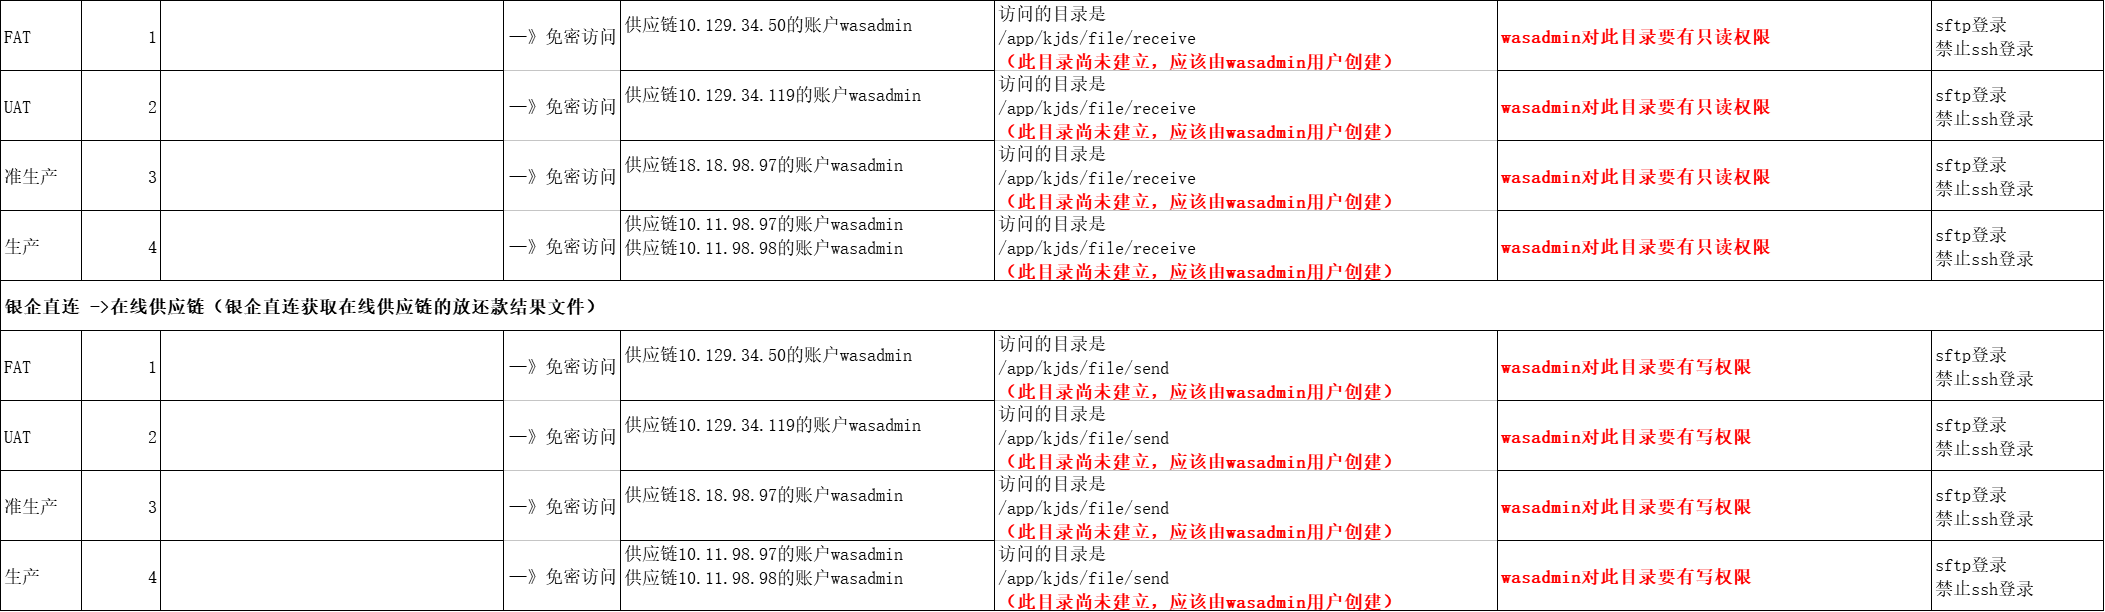 FAT
1
—》免密访问
供应链10.129.34.50的账户wasadmin
访问的目录是
/app/kjds/file/receive
（此目录尚未建立，应该由wasadmin用户创建）
wasadmin对此目录要有只读权限
sftp登录
禁止ssh登录
UAT
2
—》免密访问
供应链10.129.34.119的账户wasadmin
访问的目录是
/app/kjds/file/receive
（此目录尚未建立，应该由wasadmin用户创建）
wasadmin对此目录要有只读权限
sftp登录
禁止ssh登录
准生产
3
—》免密访问
供应链18.18.98.97的账户wasadmin
访问的目录是
/app/kjds/file/receive
（此目录尚未建立，应该由wasadmin用户创建）
wasadmin对此目录要有只读权限
sftp登录
禁止ssh登录
生产
4
—》免密访问
供应链10.11.98.97的账户wasadmin
供应链10.11.98.98的账户wasadmin
访问的目录是
/app/kjds/file/receive
（此目录尚未建立，应该由wasadmin用户创建）
wasadmin对此目录要有只读权限
sftp登录
禁止ssh登录
银企直连 ->在线供应链（银企直连获取在线供应链的放还款结果文件）
FAT
1
—》免密访问
供应链10.129.34.50的账户wasadmin
访问的目录是
/app/kjds/file/send
（此目录尚未建立，应该由wasadmin用户创建）
wasadmin对此目录要有写权限
sftp登录
禁止ssh登录
UAT
2
—》免密访问
供应链10.129.34.119的账户wasadmin
访问的目录是
/app/kjds/file/send
（此目录尚未建立，应该由wasadmin用户创建）
wasadmin对此目录要有写权限
sftp登录
禁止ssh登录
准生产
3
—》免密访问
供应链18.18.98.97的账户wasadmin
访问的目录是
/app/kjds/file/send
（此目录尚未建立，应该由wasadmin用户创建）
wasadmin对此目录要有写权限
sftp登录
禁止ssh登录
生产
4
—》免密访问
供应链10.11.98.97的账户wasadmin
供应链10.11.98.98的账户wasadmin
访问的目录是
/app/kjds/file/send
（此目录尚未建立，应该由wasadmin用户创建）
wasadmin对此目录要有写权限
sftp登录
禁止ssh登录